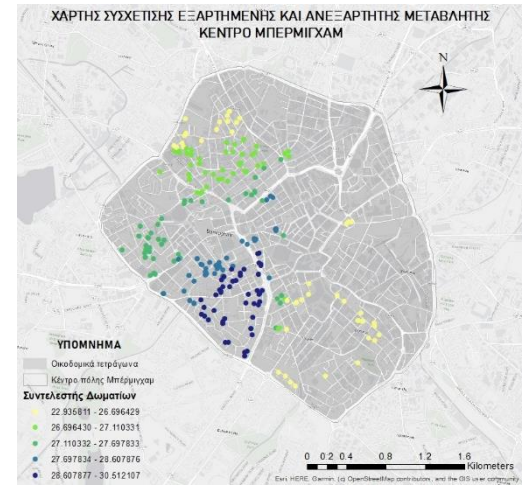 ΧΑΡΤΗΣ ΣΥΣΧΕΤΙΣΗΣ ΕΞΑΡΤΗΜΕΝΗΣ ΚΑΙ ΑΝΕΞΑΡΤΗΤΗΣ ΜΕΤΑΒΛΗΤΗΣ
ΚΕΝΤΡΟ ΜΠΕΡΜΙΓΧΑΜ
N
ΥΠΟΜΝΗΜΑ
Οικοδομικά τετράγωνα
Κέντρο πόλης Μπέρμιγχαμ
Συντελεστής Δωματίων
22.936811 - 26.696429
26.696430 - 27.110331
27.110332 - 27.697833
27.697834 - 28.607876
28.607877 - 30.512107
0 0.2 0.4 0.8 1.2 1.6
Kilometers
Esri, HERE, Garmin, (c) OpenStreetMap contributors, and the GIS user community